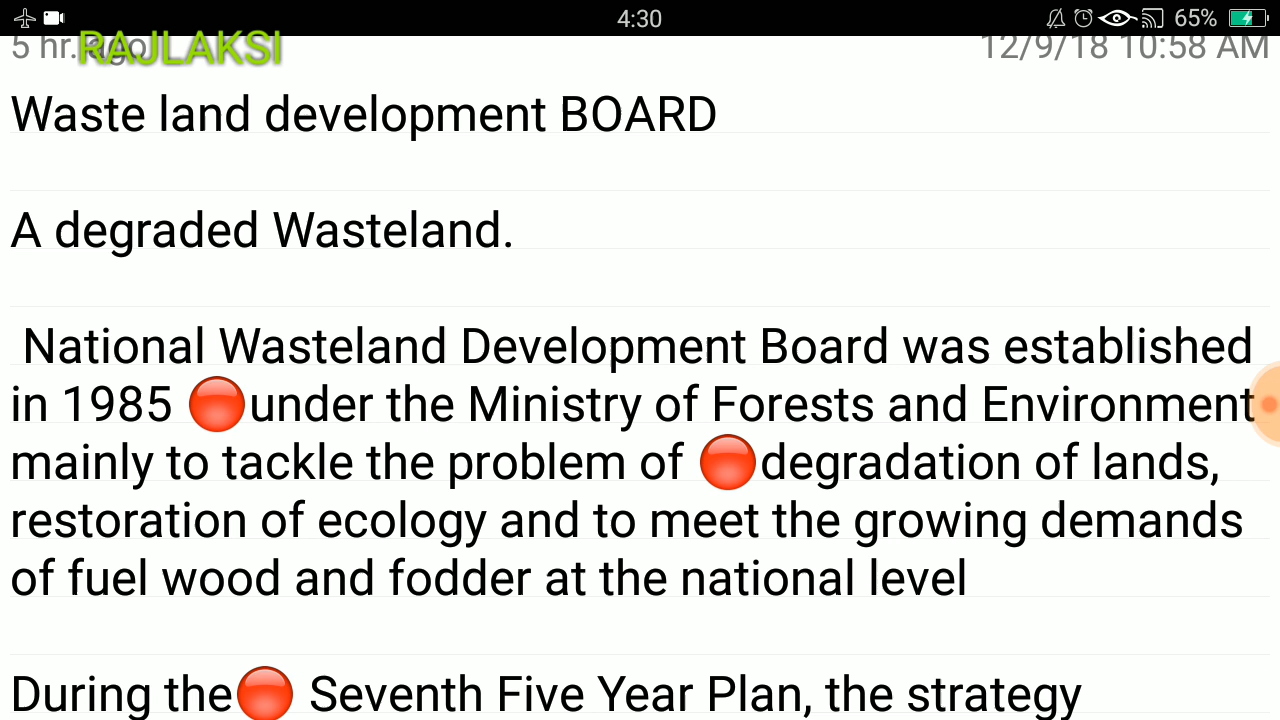 4:30
65%
5 hr. ago
RAJLAKSI
12/9/18 10:58 AM
Waste land development BOARD
A degraded Wasteland.
National Wasteland Development Board was established
in 1985 🔴under the Ministry of Forests and Environment
mainly to tackle the problem of 🔴degradation of lands,
restoration of ecology and to meet the growing demands
of fuel wood and fodder at the national level
During the🔴 Seventh Five Year Plan, the strategy